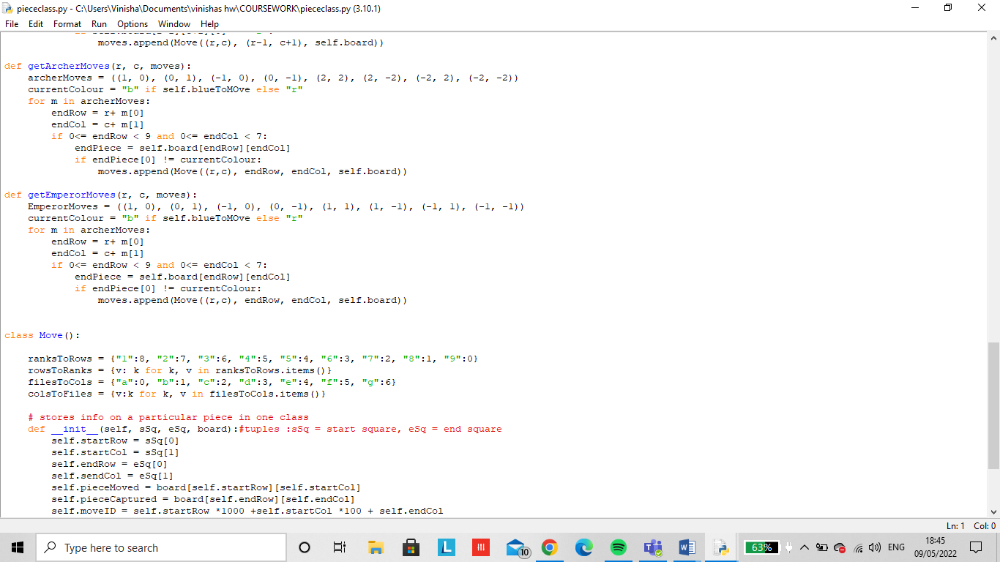 piececlass.py - C:\Users\Vinisha\Documents\vinishas hw\COURSEWORK\piececlass.py (3.10.1)
File Edit Format Run Options Window Help
moves.append(Move((r,c), (r-1, c+1), self.board))
def getArcherMoves(r, c, moves):
    archerMoves = ((1, 0), (0, 1), (-1, 0), (0, -1), (2, 2), (2, -2), (-2, 2), (-2, -2))
    currentColour = "b" if self.blueToMOve else "r"
    for m in archerMoves:
        endRow = r+ m[0]
        endCol = c+ m[1]
        if 0<= endRow < 9 and 0<= endCol < 7:
            endPiece = self.board[endRow][endCol]
            if endPiece[0] != currentColour:
                moves.append(Move((r,c), endRow, endCol, self.board))
def getEmperorMoves(r, c, moves):
    EmperorMoves = ((1, 0), (0, 1), (-1, 0), (0, -1), (1, 1), (1, -1), (-1, 1), (-1, -1))
    currentColour = "b" if self.blueToMOve else "r"
    for m in archerMoves:
        endRow = r+ m[0]
        endCol = c+ m[1]
        if 0<= endRow < 9 and 0<= endCol < 7:
            endPiece = self.board[endRow][endCol]
            if endPiece[0] != currentColour:
                moves.append(Move((r,c), endRow, endCol, self.board))
class Move():
    ranksToRows = {"1":8, "2":7, "3":6, "4":5, "5":4, "6":3, "7":2, "8":1, "9":0}
    rowsToRanks = {v: k for k, v in ranksToRows.items()}
    filesToCols = {"a":0, "b":1, "c":2, "d":3, "e":4, "f":5, "g":6}
    colsToFiles = {v:k for k, v in filesToCols.items()}
    # stores info on a particular piece in one class
    def __init__(self, sSq, eSq, board):#tuples :sSq = start square, eSq = end square
        self.startRow = sSq[0]
        self.startCol = sSq[1]
        self.endRow = eSq[0]
        self.sendCol = eSq[1]
        self.pieceMoved = board[self.startRow][self.startCol]
        self.pieceCaptured = board[self.endRow][self.endCol]
        self.moveID = self.startRow *1000 +self.startCol *100 + self.endCol
Ln: 1 Col: 0
Type here to search
L
10
W
63%
ENG
18:45
09/05/2022